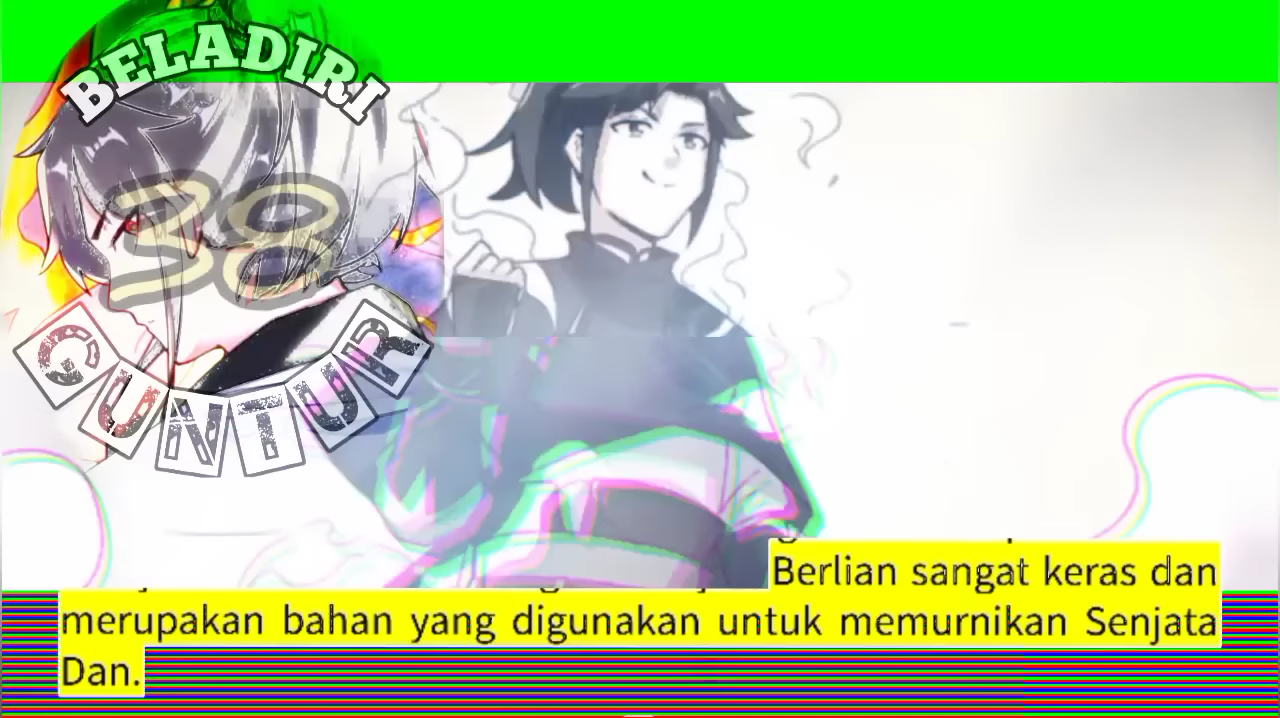 BELADIRI
38
GUNTUR
Berlian sangat keras dan
merupakan bahan yang digunakan untuk memurnikan Senjata
Dan.